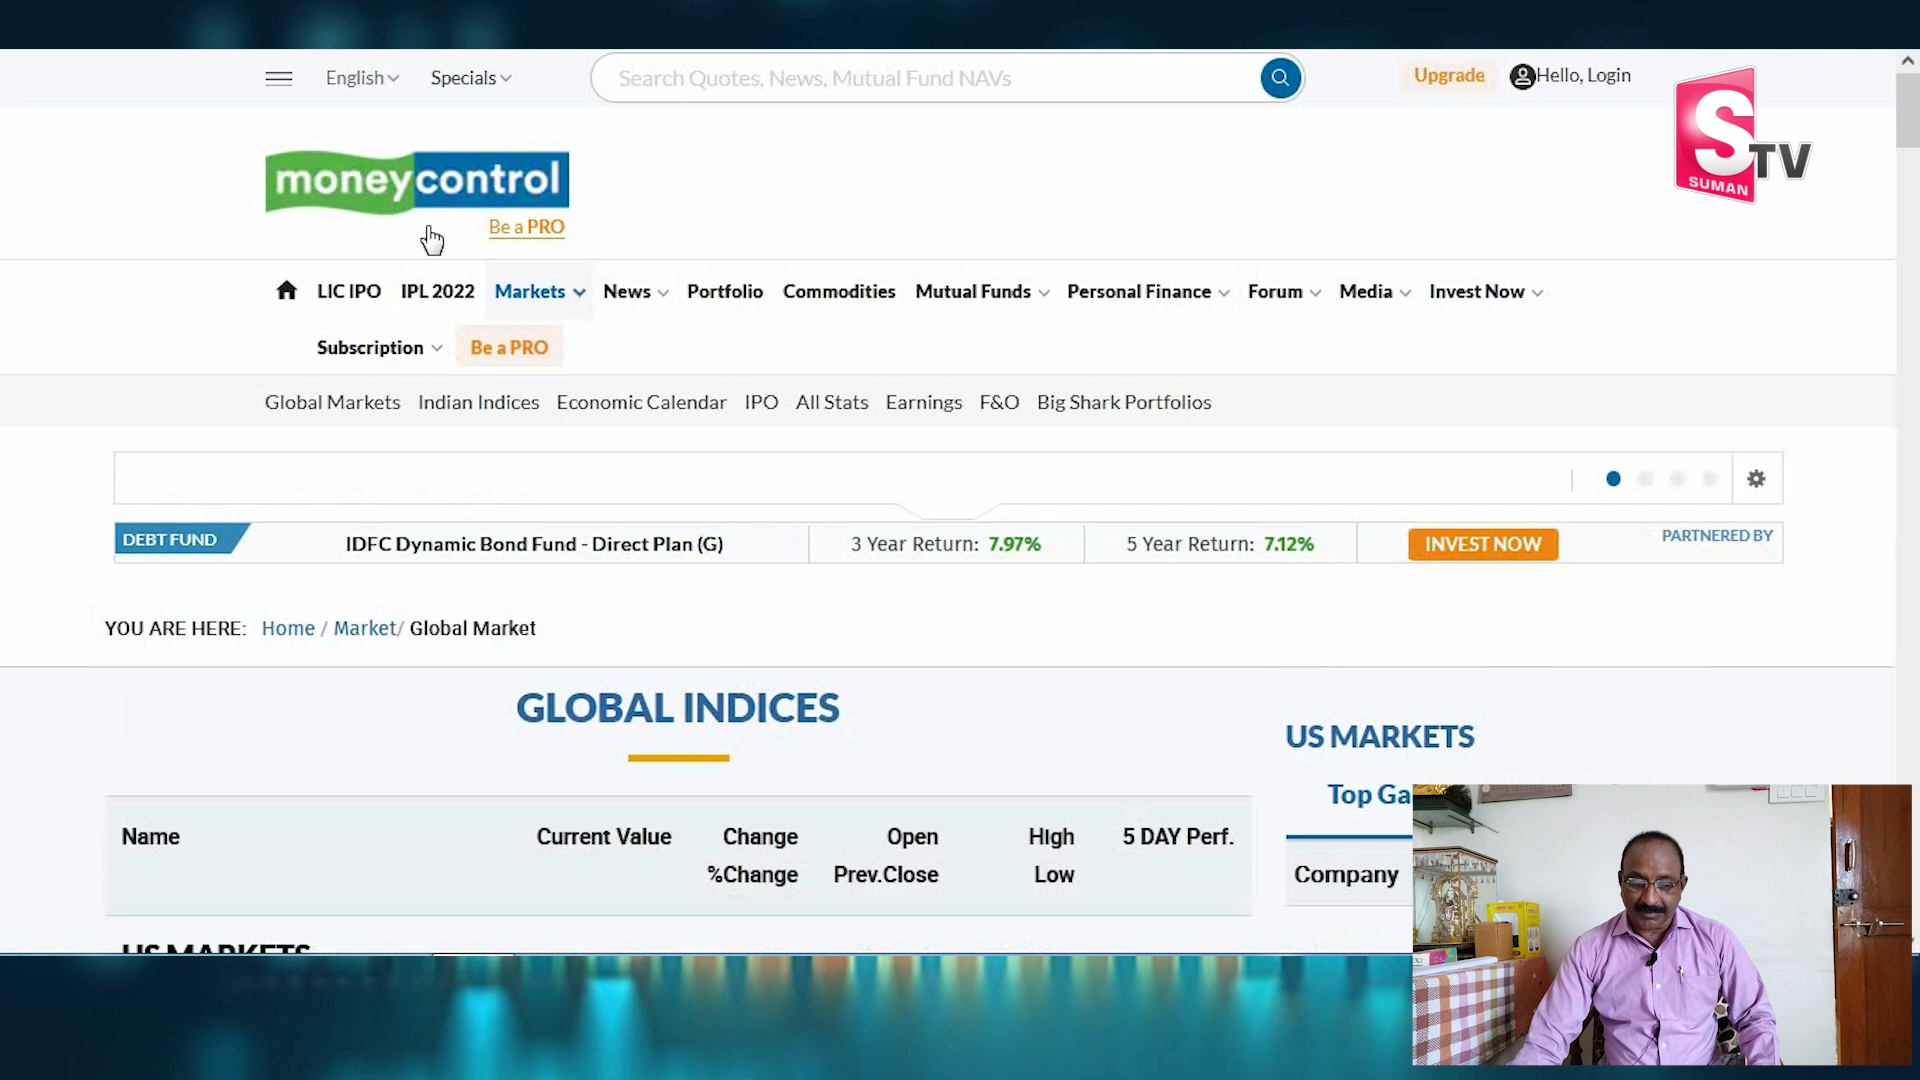 English Specials Search Quotes, News, Mutual Fund NAVs Upgrade Hello, Login
S TV
SUMAN
moneycontrol
Be a PRO
LIC IPO IPL 2022 Markets News Portfolio Commodities Mutual Funds Personal Finance Forum Media Invest Now
Subscription Be a PRO
Global Markets Indian Indices Economic Calendar IPO All Stats Earnings F&O Big Shark Portfolios
DEBT FUND IDFC Dynamic Bond Fund - Direct Plan (G) 3 Year Return: 7.97% 5 Year Return: 7.12% INVEST NOW PARTNERED BY
YOU ARE HERE: Home / Market/ Global Market
GLOBAL INDICES
US MARKETS
Top Ga
Name Current Value Change Open High 5 DAY Perf.
%Change Prev.Close Low
Company
US MARKETS